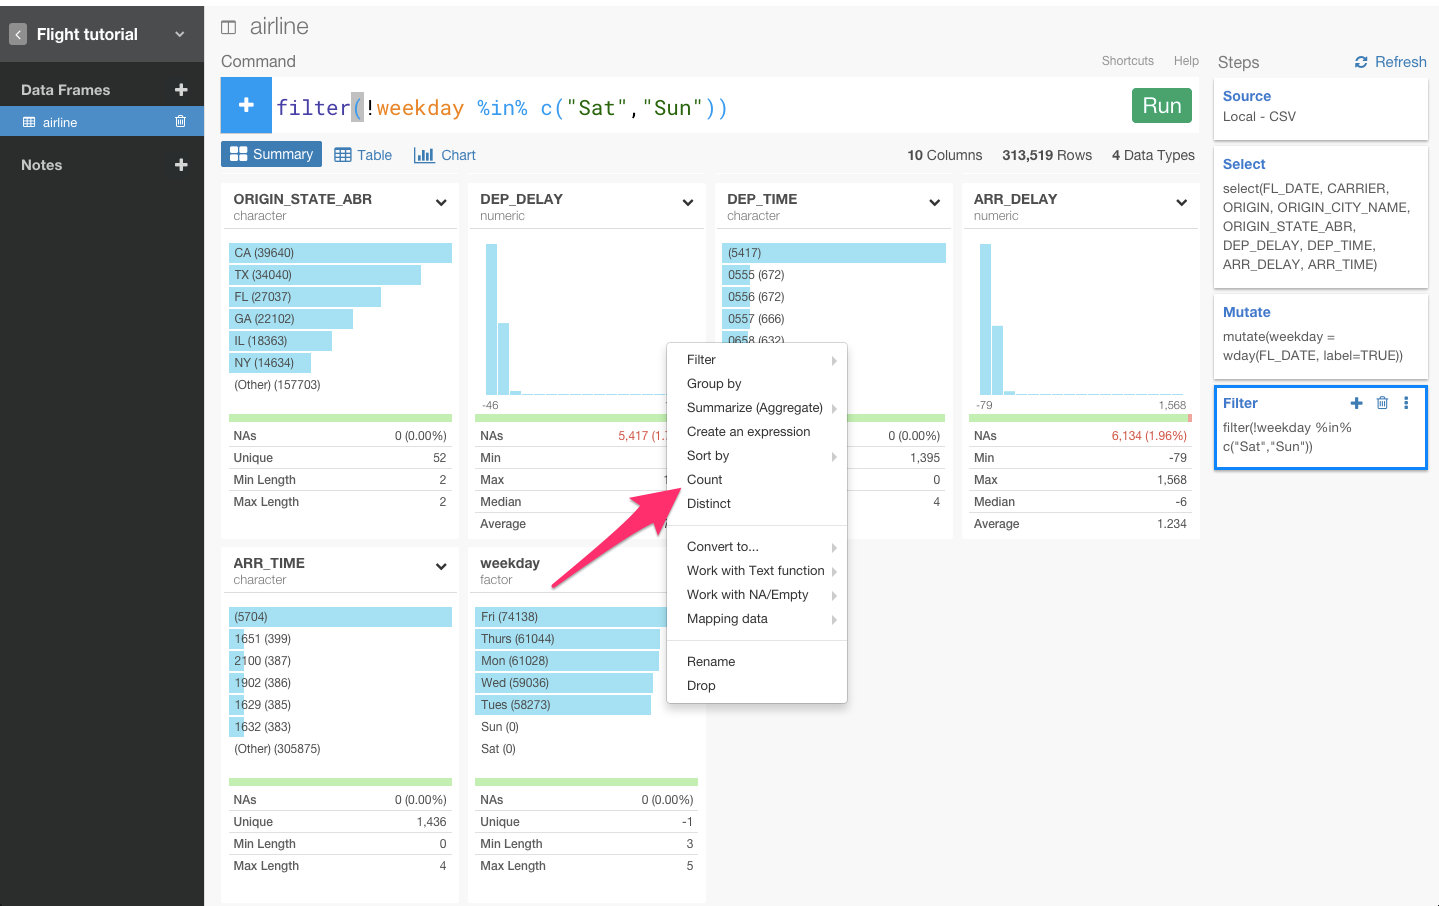 Flight tutorial
Data Frames
airline
Notes
airline
Command
Shortcuts Help
filter(!weekday %in% c("Sat","Sun"))
Run
Summary Table Chart
10 Columns 313,519 Rows 4 Data Types
ORIGIN_STATE_ABR
character
CA (39640)
TX (34040)
FL (27037)
GA (22102)
IL (18363)
NY (14634)
(Other) (157703)
NAs 0 (0.00%)
Unique 52
Min Length 2
Max Length 2
DEP_DELAY
numeric
-46
NAs 5,417 (1.
Min
Max
Median
Average
DEP_TIME
character
(5417)
0555 (672)
0556 (672)
0557 (666)
0658 (632)
0 (0.00%)
1,395
0
4
ARR_DELAY
numeric
-79 1,568
NAs 6,134 (1.96%)
Min -79
Max 1,568
Median -6
Average 1.234
ARR_TIME
character
(5704)
1651 (399)
2100 (387)
1902 (386)
1629 (385)
1632 (383)
(Other) (305875)
NAs 0 (0.00%)
Unique 1,436
Min Length 0
Max Length 4
weekday
factor
Fri (74138)
Thurs (61044)
Mon (61028)
Wed (59036)
Tues (58273)
Sun (0)
Sat (0)
NAs 0 (0.00%)
Unique -1
Min Length 3
Max Length 5
Filter
Group by
Summarize (Aggregate)
Create an expression
Sort by
Count
Distinct
Convert to...
Work with Text function
Work with NA/Empty
Mapping data
Rename
Drop
Steps Refresh
Source
Local - CSV
Select
select(FL_DATE, CARRIER,
ORIGIN, ORIGIN_CITY_NAME,
ORIGIN_STATE_ABR,
DEP_DELAY, DEP_TIME,
ARR_DELAY, ARR_TIME)
Mutate
mutate(weekday =
wday(FL_DATE, label=TRUE))
Filter
filter(!weekday %in%
c("Sat","Sun"))